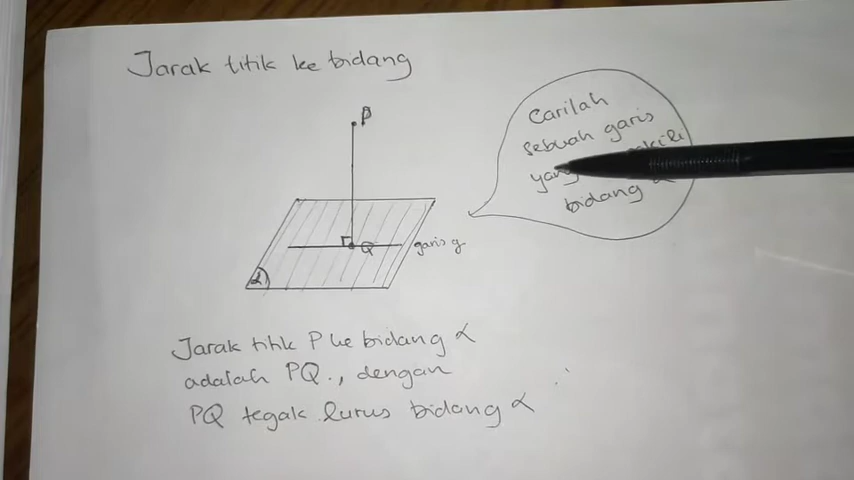 Jarak titik ke bidang
P
Carilah
sebuah garis
yang
bidang
Q
garis g
α
Jarak titik P ke bidang α
adalah PQ., dengan
PQ tegak lurus bidang α